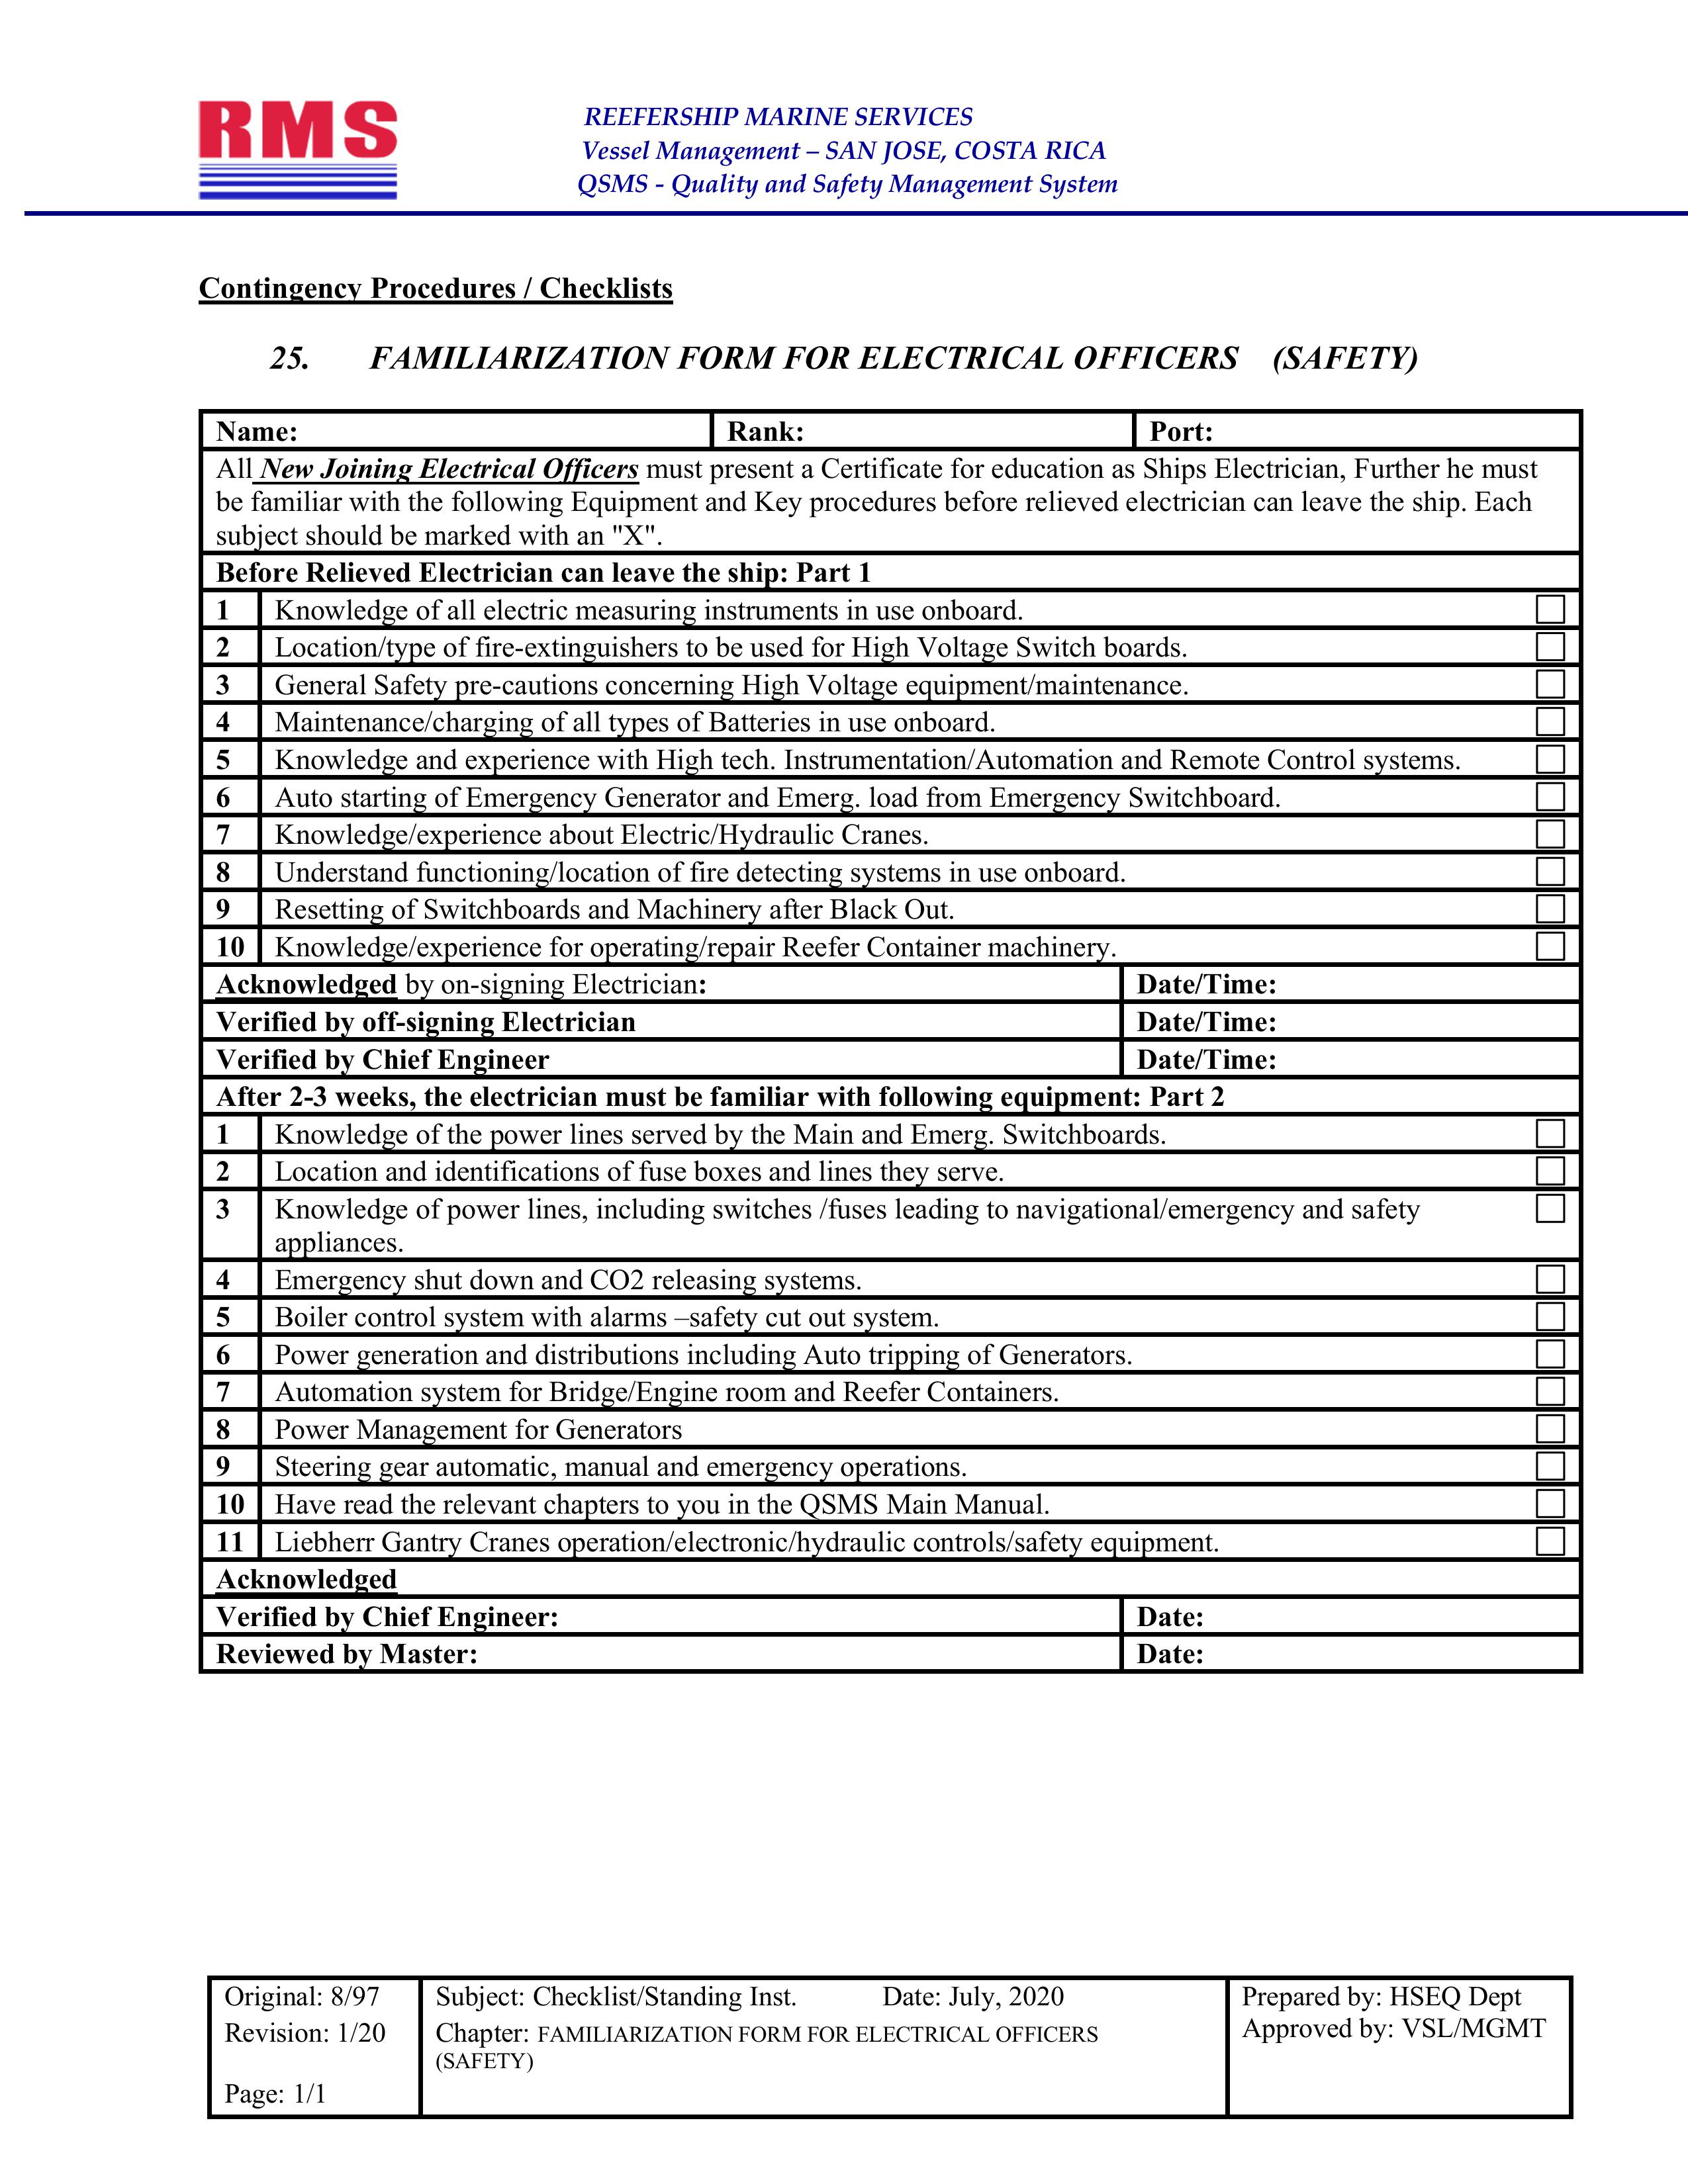 RMS
REEFERSHIP MARINE SERVICES
Vessel Management – SAN JOSE, COSTA RICA
QSMS - Quality and Safety Management System
Contingency Procedures / Checklists
25. FAMILIARIZATION FORM FOR ELECTRICAL OFFICERS (SAFETY)
Name: Rank: Port:
All New Joining Electrical Officers must present a Certificate for education as Ships Electrician, Further he must
be familiar with the following Equipment and Key procedures before relieved electrician can leave the ship. Each
subject should be marked with an "X".
Before Relieved Electrician can leave the ship: Part 1
1 Knowledge of all electric measuring instruments in use onboard.
2 Location/type of fire-extinguishers to be used for High Voltage Switch boards.
3 General Safety pre-cautions concerning High Voltage equipment/maintenance.
4 Maintenance/charging of all types of Batteries in use onboard.
5 Knowledge and experience with High tech. Instrumentation/Automation and Remote Control systems.
6 Auto starting of Emergency Generator and Emerg. load from Emergency Switchboard.
7 Knowledge/experience about Electric/Hydraulic Cranes.
8 Understand functioning/location of fire detecting systems in use onboard.
9 Resetting of Switchboards and Machinery after Black Out.
10 Knowledge/experience for operating/repair Reefer Container machinery.
Acknowledged by on-signing Electrician: Date/Time:
Verified by off-signing Electrician Date/Time:
Verified by Chief Engineer Date/Time:
After 2-3 weeks, the electrician must be familiar with following equipment: Part 2
1 Knowledge of the power lines served by the Main and Emerg. Switchboards.
2 Location and identifications of fuse boxes and lines they serve.
3 Knowledge of power lines, including switches /fuses leading to navigational/emergency and safety
appliances.
4 Emergency shut down and CO2 releasing systems.
5 Boiler control system with alarms –safety cut out system.
6 Power generation and distributions including Auto tripping of Generators.
7 Automation system for Bridge/Engine room and Reefer Containers.
8 Power Management for Generators
9 Steering gear automatic, manual and emergency operations.
10 Have read the relevant chapters to you in the QSMS Main Manual.
11 Liebherr Gantry Cranes operation/electronic/hydraulic controls/safety equipment.
Acknowledged
Verified by Chief Engineer: Date:
Reviewed by Master: Date:
Original: 8/97 Subject: Checklist/Standing Inst. Date: July, 2020 Prepared by: HSEQ Dept
Revision: 1/20 Chapter: FAMILIARIZATION FORM FOR ELECTRICAL OFFICERS Approved by: VSL/MGMT
(SAFETY)
Page: 1/1